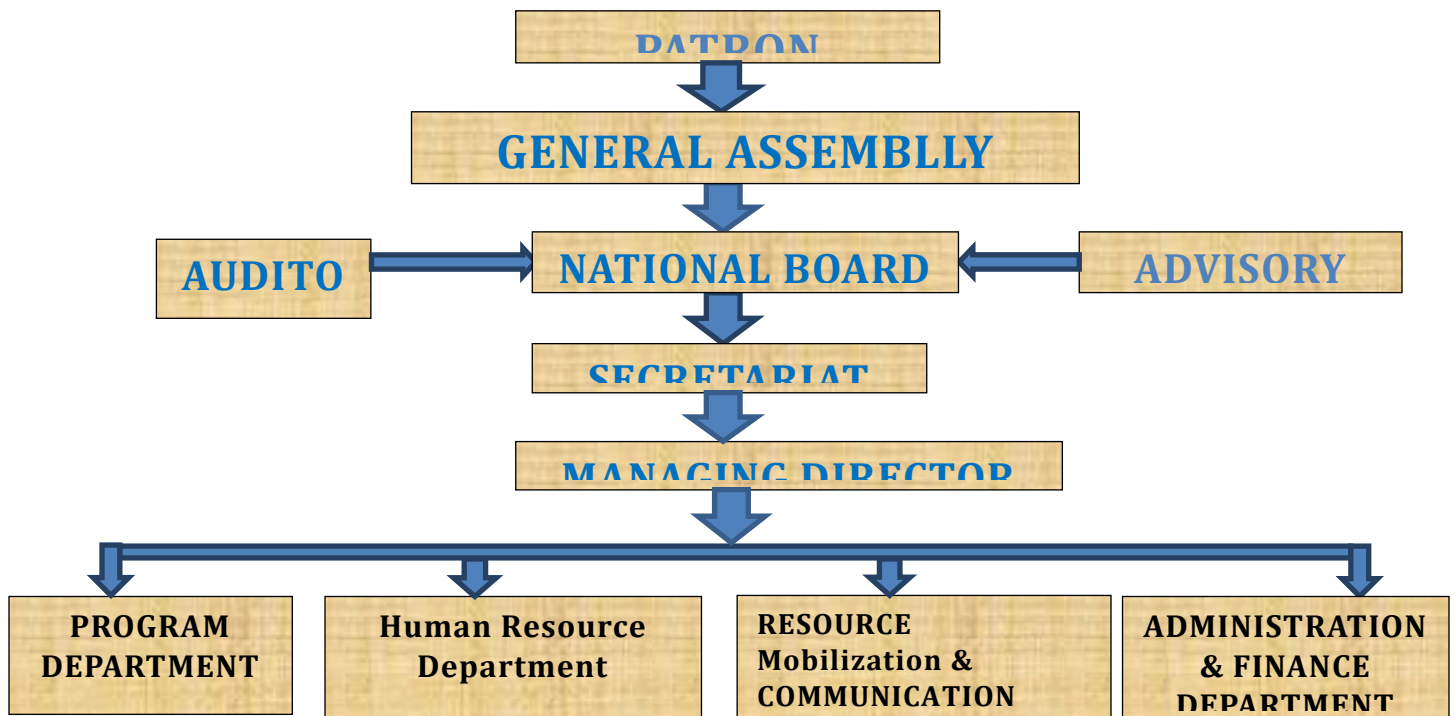 PATRON
GENERAL ASSEMBLLY
AUDITO
NATIONAL BOARD
ADVISORY
SECRETARIAT
MANAGING DIRECTOR
PROGRAM
DEPARTMENT
Human Resource
Department
RESOURCE
Mobilization &
COMMUNICATION
ADMINISTRATION
& FINANCE
DEPARTMENT